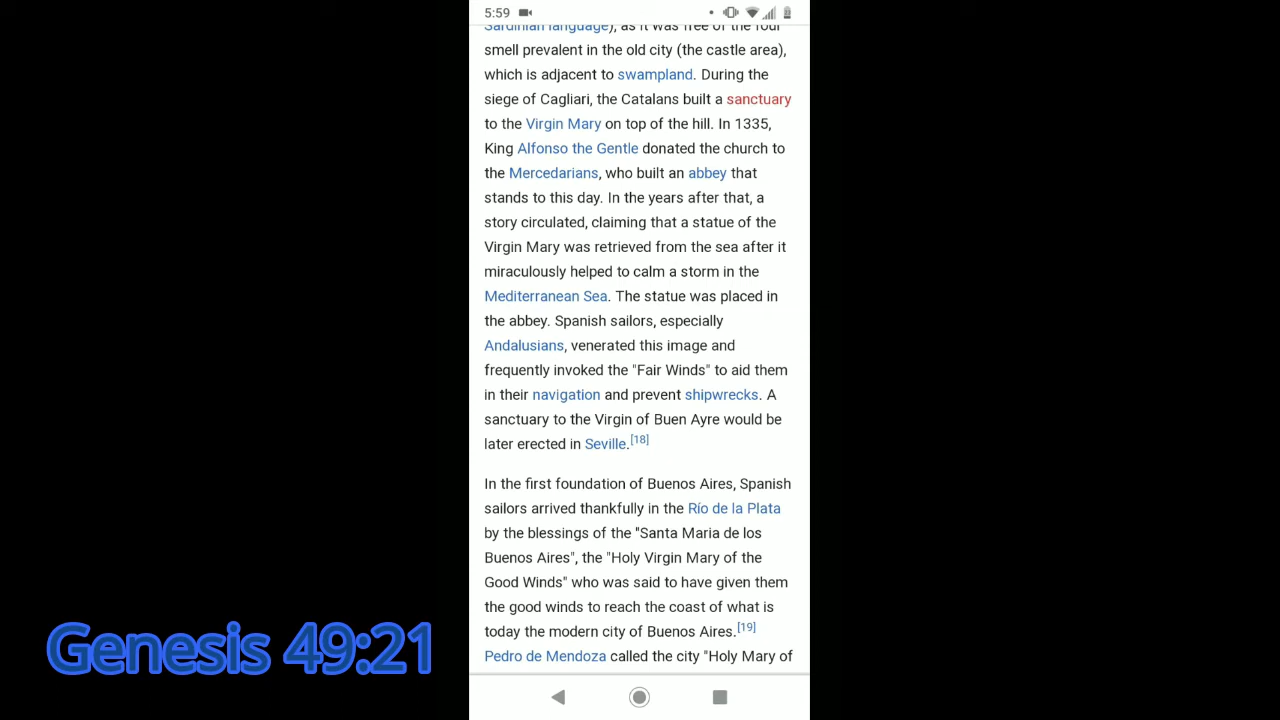 5:59
Sardinian language), as it was free of the foul
smell prevalent in the old city (the castle area),
which is adjacent to swampland. During the
siege of Cagliari, the Catalans built a sanctuary
to the Virgin Mary on top of the hill. In 1335,
King Alfonso the Gentle donated the church to
the Mercedarians, who built an abbey that
stands to this day. In the years after that, a
story circulated, claiming that a statue of the
Virgin Mary was retrieved from the sea after it
miraculously helped to calm a storm in the
Mediterranean Sea. The statue was placed in
the abbey. Spanish sailors, especially
Andalusians, venerated this image and
frequently invoked the "Fair Winds" to aid them
in their navigation and prevent shipwrecks. A
sanctuary to the Virgin of Buen Ayre would be
later erected in Seville.[18]
In the first foundation of Buenos Aires, Spanish
sailors arrived thankfully in the Río de la Plata
by the blessings of the "Santa Maria de los
Buenos Aires", the "Holy Virgin Mary of the
Good Winds" who was said to have given them
the good winds to reach the coast of what is
today the modern city of Buenos Aires.[19]
Pedro de Mendoza called the city "Holy Mary of
Genesis 49:21